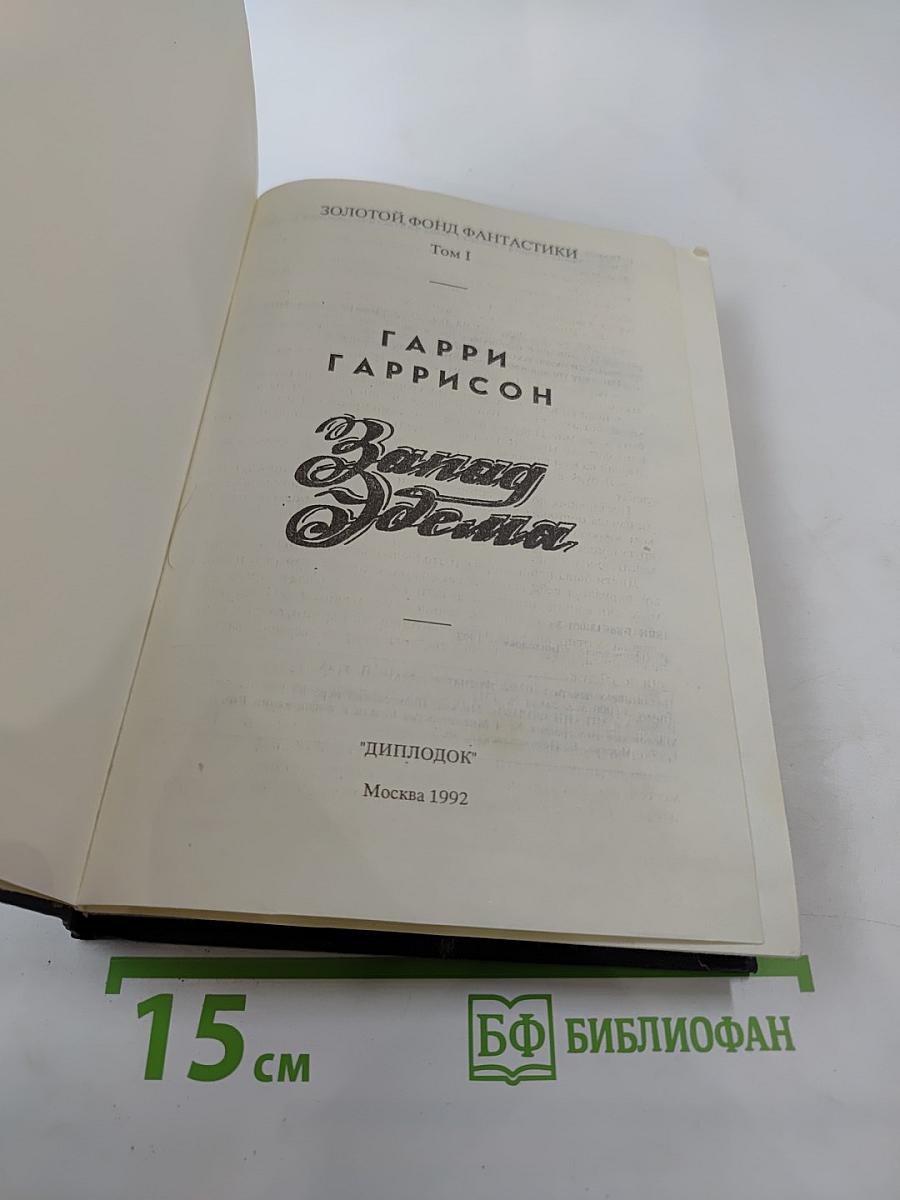 ЗОЛОТОЙ ФОНД ФАНТАСТИКИ
Том I
ГАРРИ
ГАРРИСОН
Запад
Эдема
"ДИПЛОДОК"
Москва 1992
15 см
БФ БИБЛИОФАН